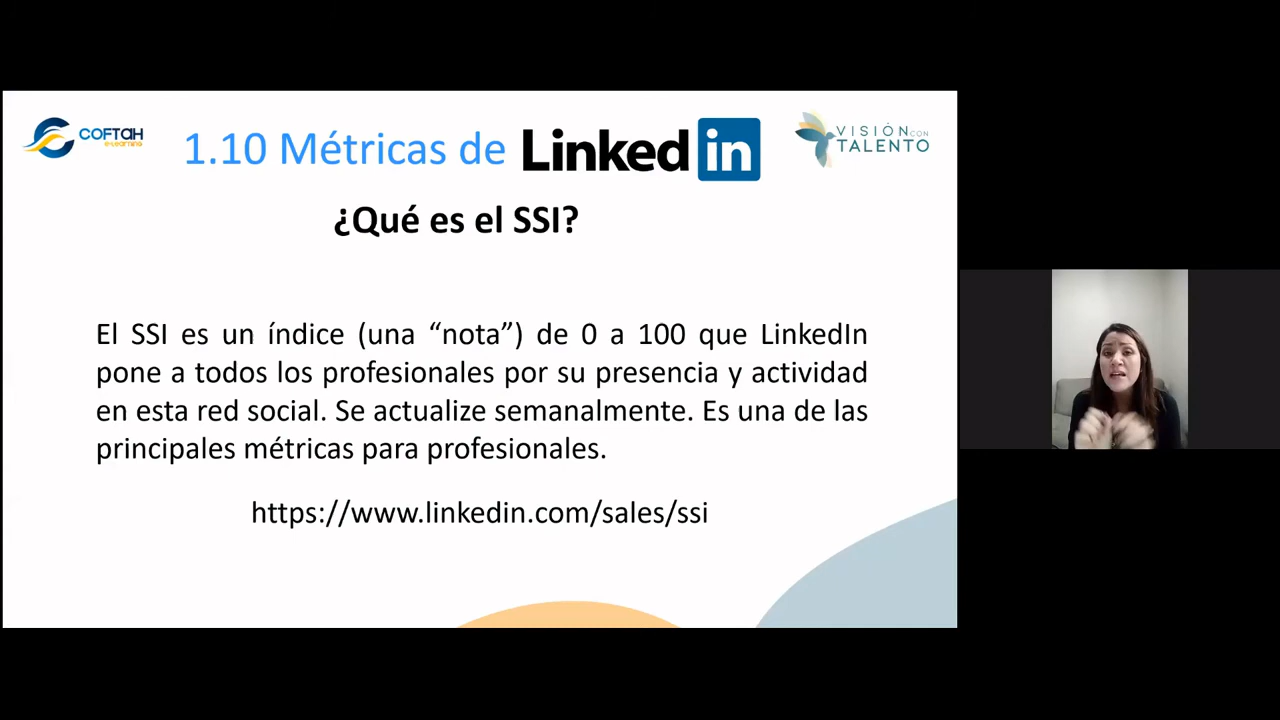 COFTAH
e-Learning
1.10 Métricas de Linked in
VISIÓN CON
TALENTO
¿Qué es el SSI?
El SSI es un índice (una “nota”) de 0 a 100 que LinkedIn
pone a todos los profesionales por su presencia y actividad
en esta red social. Se actualize semanalmente. Es una de las
principales métricas para profesionales.
https://www.linkedin.com/sales/ssi